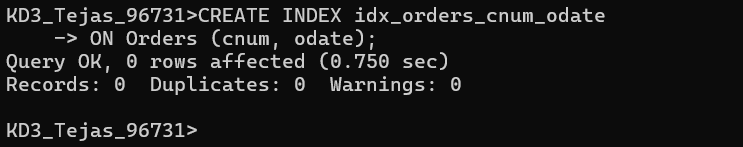 KD3_Tejas_96731>CREATE INDEX idx_orders_cnum_odate
    -> ON Orders (cnum, odate);
Query OK, 0 rows affected (0.750 sec)
Records: 0  Duplicates: 0  Warnings: 0
KD3_Tejas_96731>